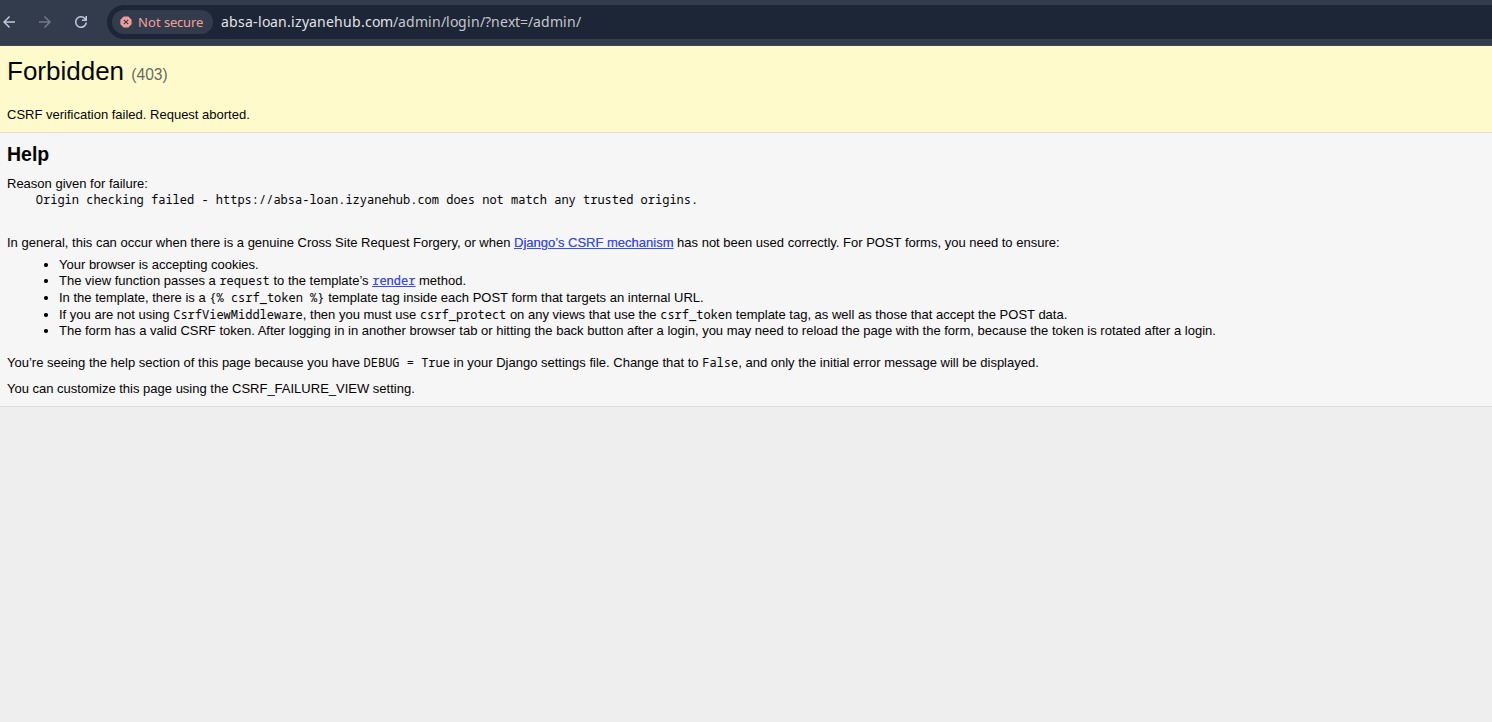 Not secure absa-loan.izyanehub.com/admin/login/?next=/admin/
Forbidden (403)
CSRF verification failed. Request aborted.
Help
Reason given for failure:
Origin checking failed - https://absa-loan.izyanehub.com does not match any trusted origins.
In general, this can occur when there is a genuine Cross Site Request Forgery, or when Django’s CSRF mechanism has not been used correctly. For POST forms, you need to ensure:
• Your browser is accepting cookies.
• The view function passes a request to the template’s render method.
• In the template, there is a {% csrf_token %} template tag inside each POST form that targets an internal URL.
• If you are not using CsrfViewMiddleware, then you must use csrf_protect on any views that use the csrf_token template tag, as well as those that accept the POST data.
• The form has a valid CSRF token. After logging in in another browser tab or hitting the back button after a login, you may need to reload the page with the form, because the token is rotated after a login.
You’re seeing the help section of this page because you have DEBUG = True in your Django settings file. Change that to False, and only the initial error message will be displayed.
You can customize this page using the CSRF_FAILURE_VIEW setting.